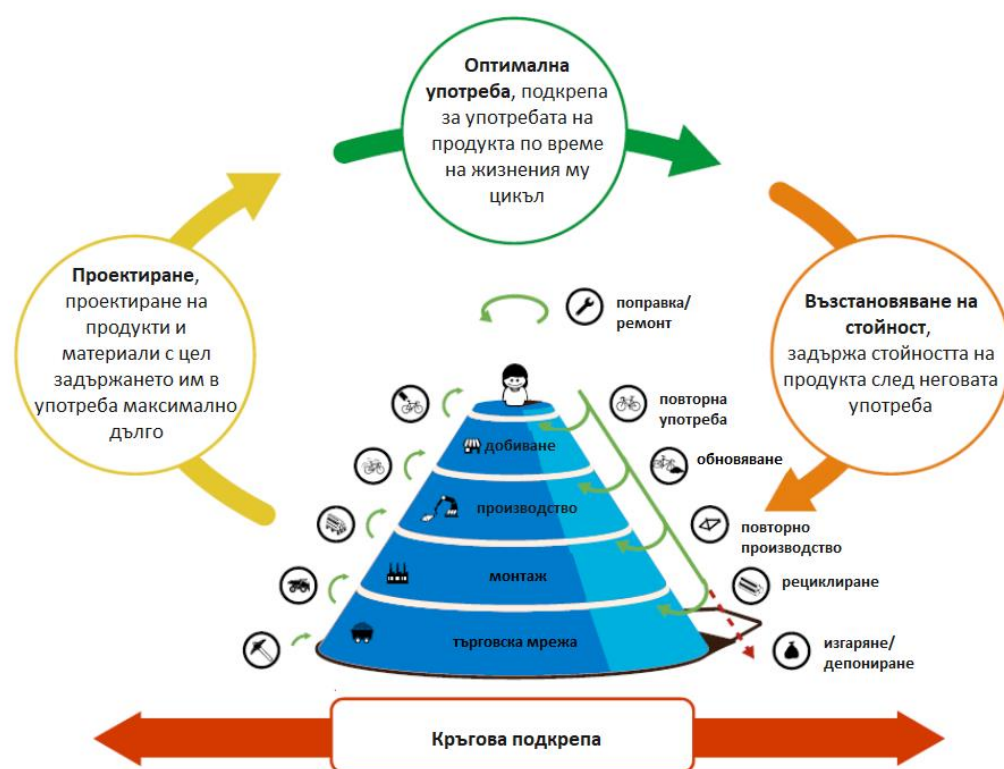 Оптимална
употреба, подкрепа
за употребата на
продукта по време
на жизнения му
цикъл
Проектиране,
проектиране на
продукти и
материали с цел
задържането им в
употреба максимално
дълго
Възстановяване на
стойност,
задържа стойността на
продукта след неговата
употреба
поправка/
ремонт
повторна
употреба
добиване
обновяване
производство
повторно
производство
монтаж
рециклиране
търговска мрежа
изгаряне/
депониране
Кръгова подкрепа